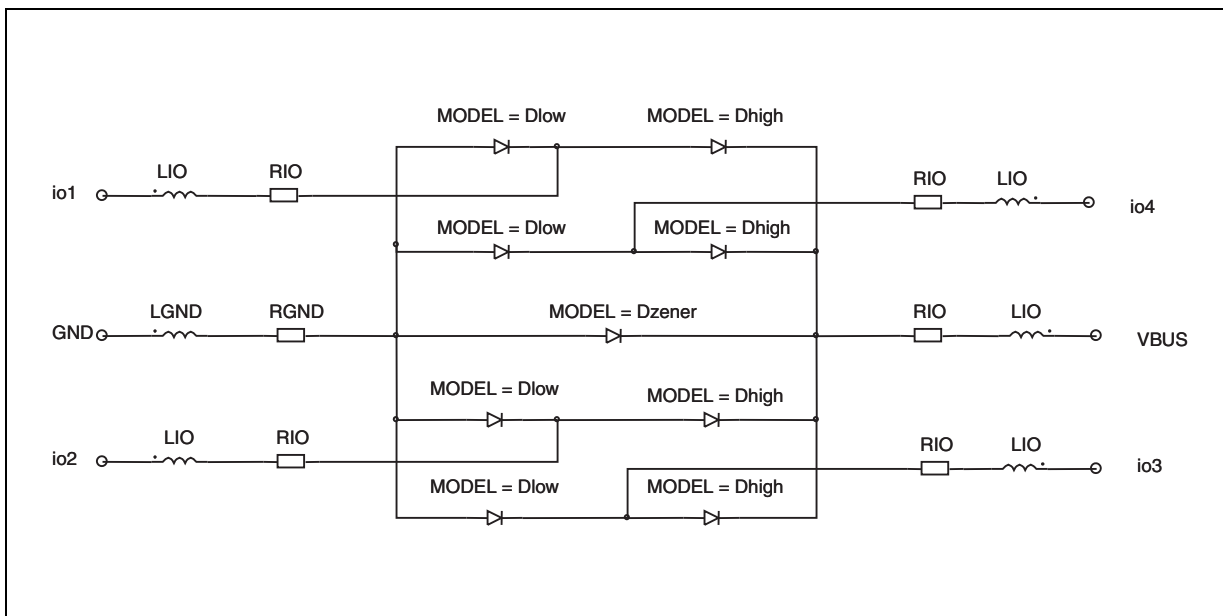 MODEL = Dlow MODEL = Dhigh
LIO RIO RIO LIO
io1 io4
MODEL = Dlow MODEL = Dhigh
LGND RGND MODEL = Dzener RIO LIO
GND VBUS
MODEL = Dlow MODEL = Dhigh
LIO RIO RIO LIO
io2 io3
MODEL = Dlow MODEL = Dhigh